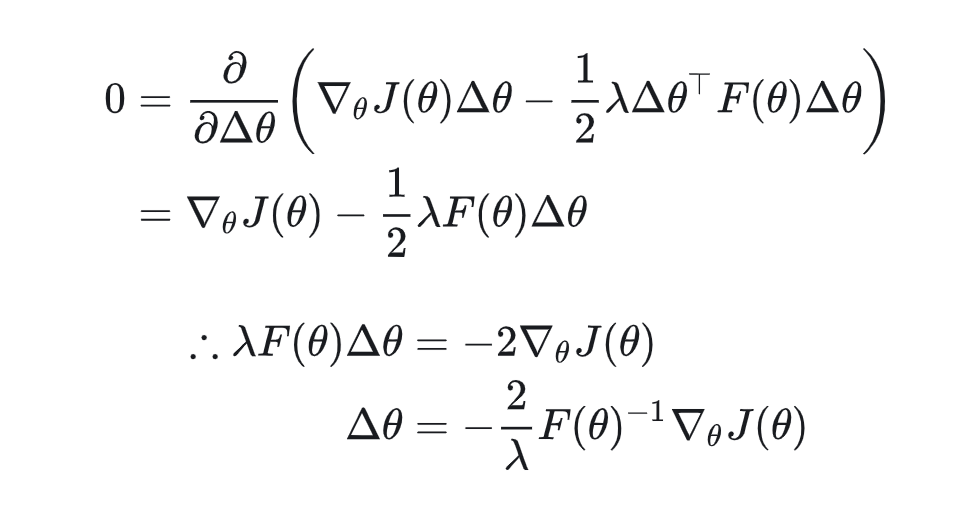 0 = ∂/∂Δθ (∇_θ J(θ)Δθ − 1/2 λΔθ^⊤ F(θ)Δθ)
= ∇_θ J(θ) − 1/2 λF(θ)Δθ
∴ λF(θ)Δθ = −2∇_θ J(θ)
Δθ = −2/λ F(θ)^−1 ∇_θ J(θ)